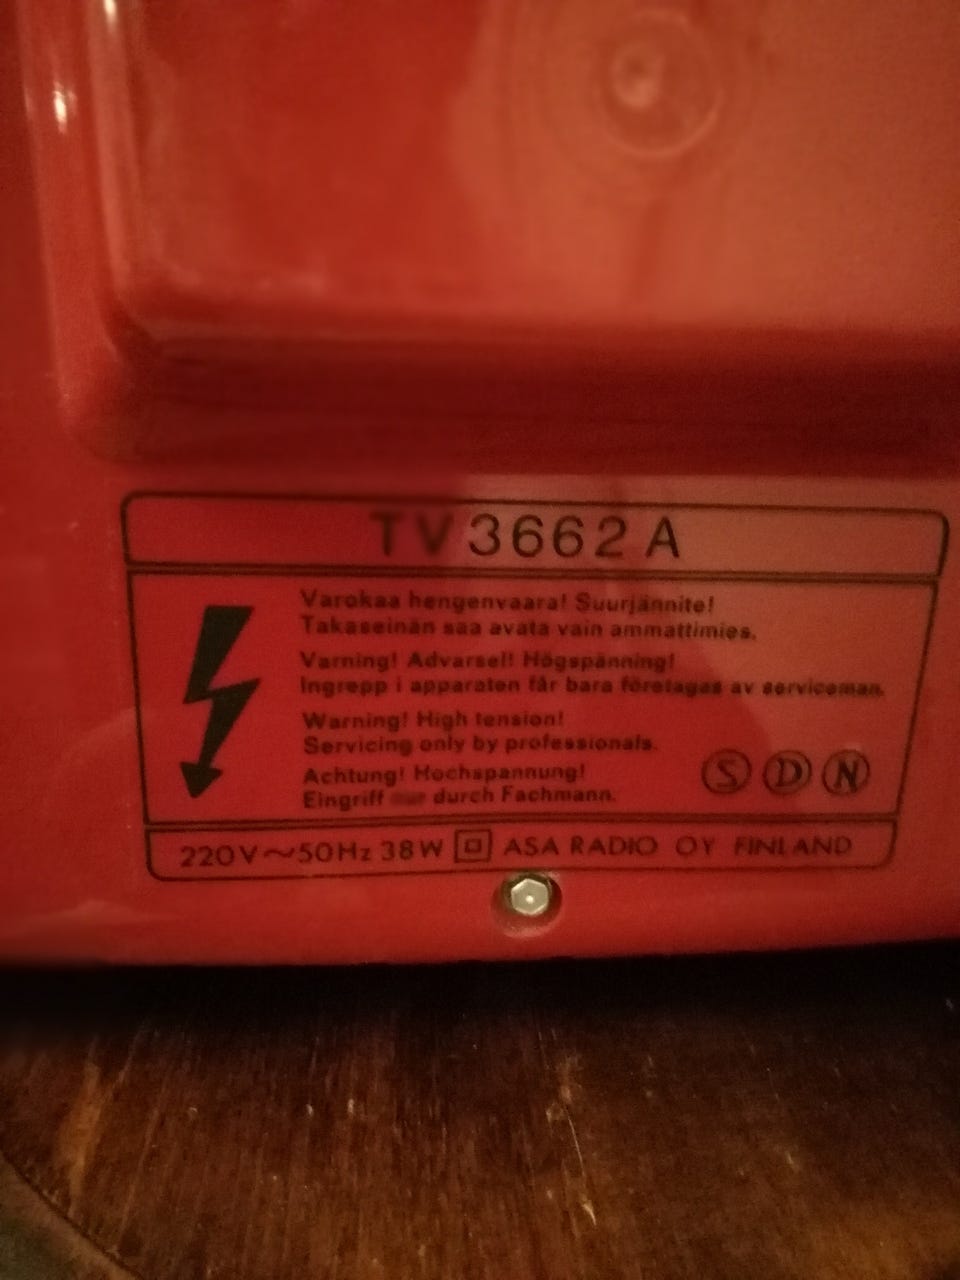 TV 3662 A
Varokaa hengenvaara! Suurjännite!
Takaseinän saa avata vain ammattimies.
Varning! Advarsel! Högspänning!
Ingrepp i apparaten får bara företagas av serviceman.
Warning! High tension!
Servicing only by professionals.
Achtung! Hochspannung!
Eingriff durch Fachmann.
S D N
220V~50Hz 38W ASA RADIO OY FINLAND